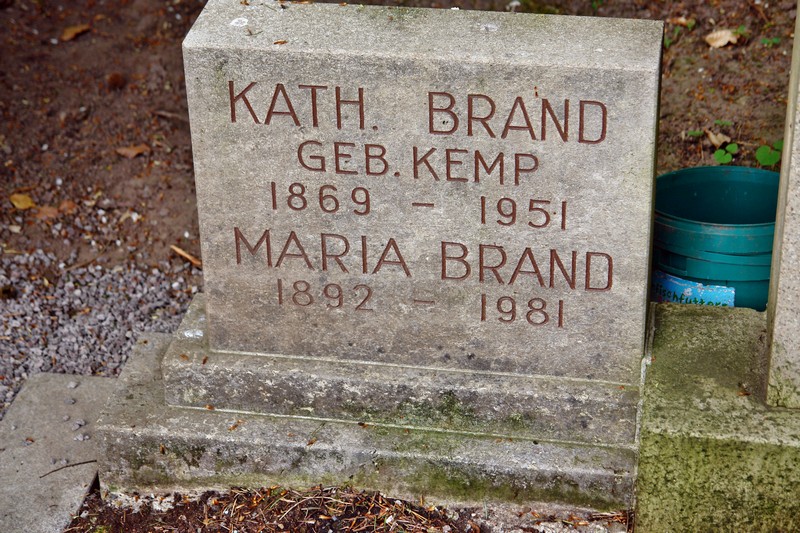 KATH. BRAND
GEB. KEMP
1869 - 1951
MARIA BRAND
1892 1981